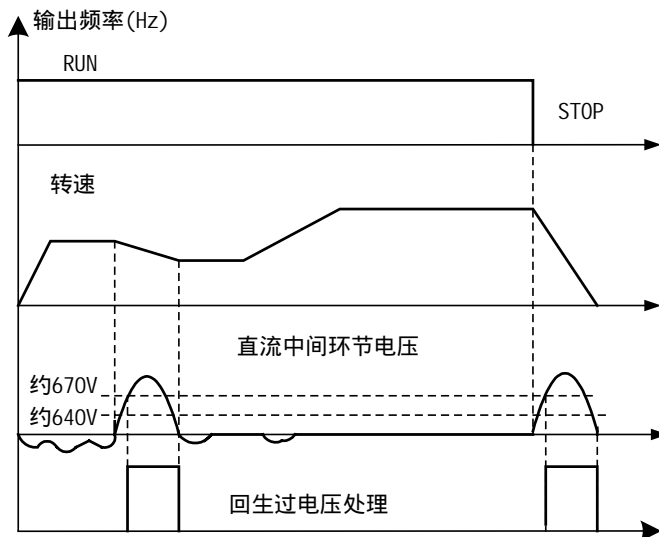 输出频率(Hz)
RUN
STOP
转速
直流中间环节电压
约670V
约640V
回生过电压处理